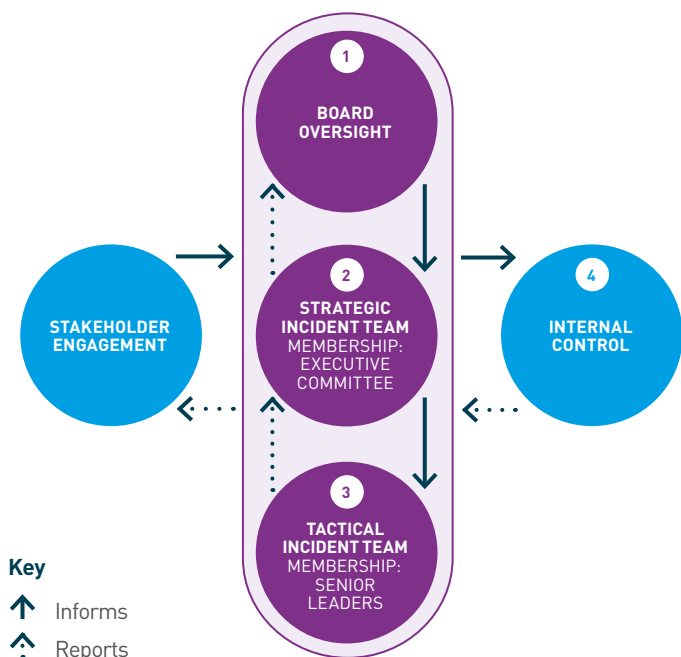 1
BOARD
OVERSIGHT
STAKEHOLDER
ENGAGEMENT
2
STRATEGIC
INCIDENT TEAM
MEMBERSHIP:
EXECUTIVE
COMMITTEE
4
INTERNAL
CONTROL
3
TACTICAL
INCIDENT TEAM
MEMBERSHIP:
SENIOR
LEADERS
Key
Informs
Reports